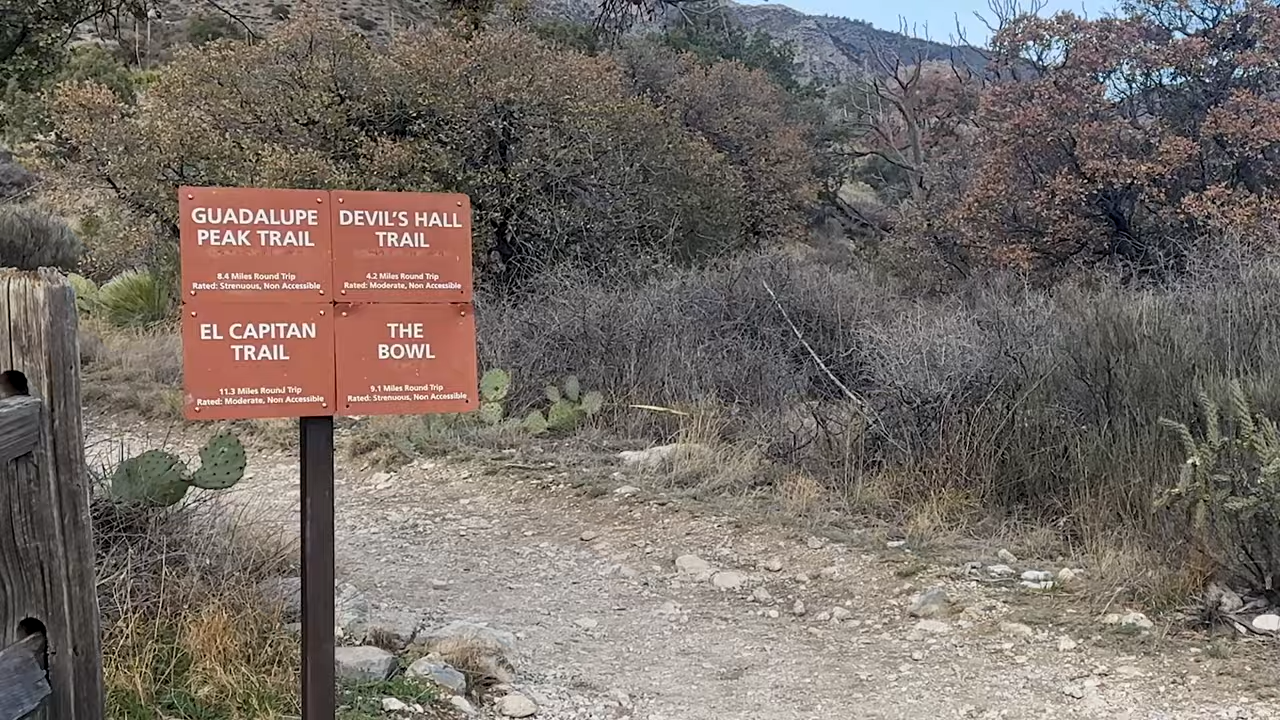 GUADALUPE
PEAK TRAIL
8.4 Miles Round Trip
Rated: Strenuous, Non Accessible
DEVIL'S HALL
TRAIL
4.2 Miles Round Trip
Rated: Moderate, Non Accessible
EL CAPITAN
TRAIL
11.3 Miles Round Trip
Rated: Moderate, Non Accessible
THE
BOWL
9.1 Miles Round Trip
Rated: Strenuous, Non Accessible